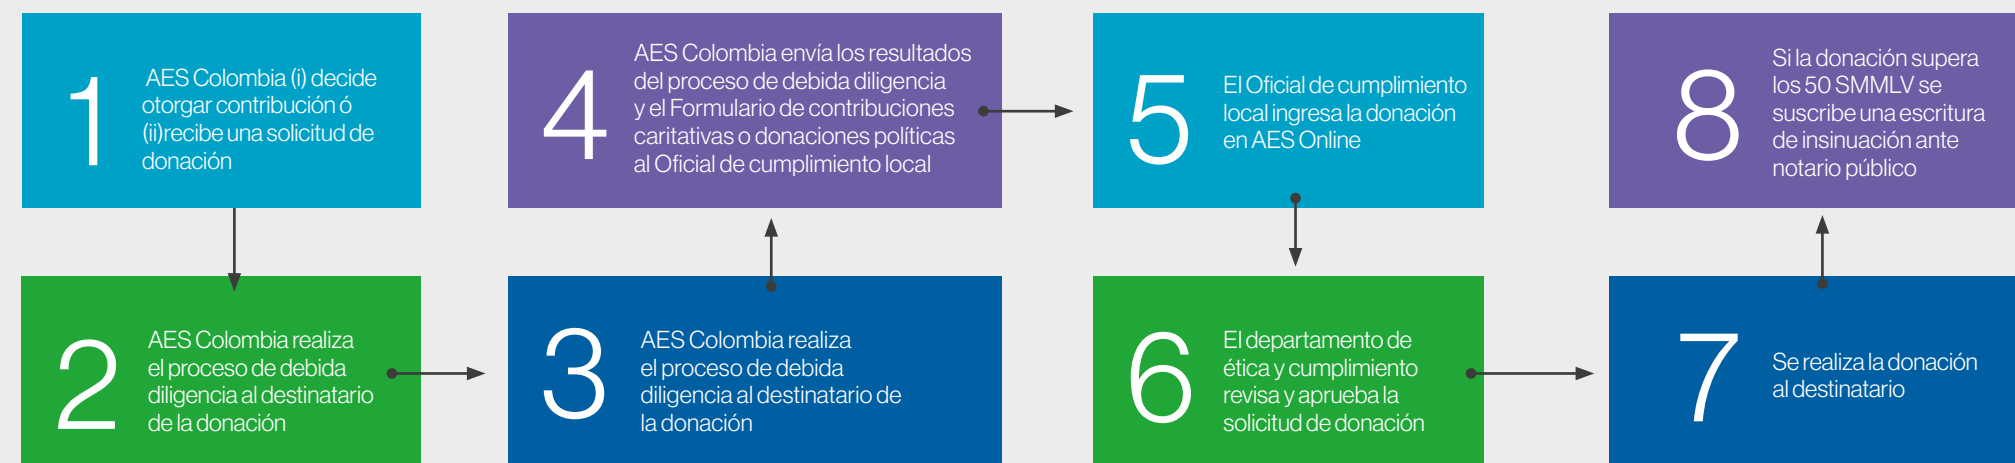 1
AES Colombia (i) decide
otorgar contribución ó
(ii)recibe una solicitud de
donación
2
AES Colombia realiza
el proceso de debida
diligencia al destinatario
de la donación
3
AES Colombia realiza
el proceso de debida
diligencia al destinatario de
la donación
4
AES Colombia envía los resultados
del proceso de debida diligencia
y el Formulario de contribuciones
caritativas o donaciones políticas
al Oficial de cumplimiento local
5
El Oficial de cumplimiento
local ingresa la donación
en AES Online
6
El departamento de
ética y cumplimiento
revisa y aprueba la
solicitud de donación
7
Se realiza la donación
al destinatario
8
Si la donación supera
los 50 SMMLV se
suscribe una escritura
de insinuación ante
notario público